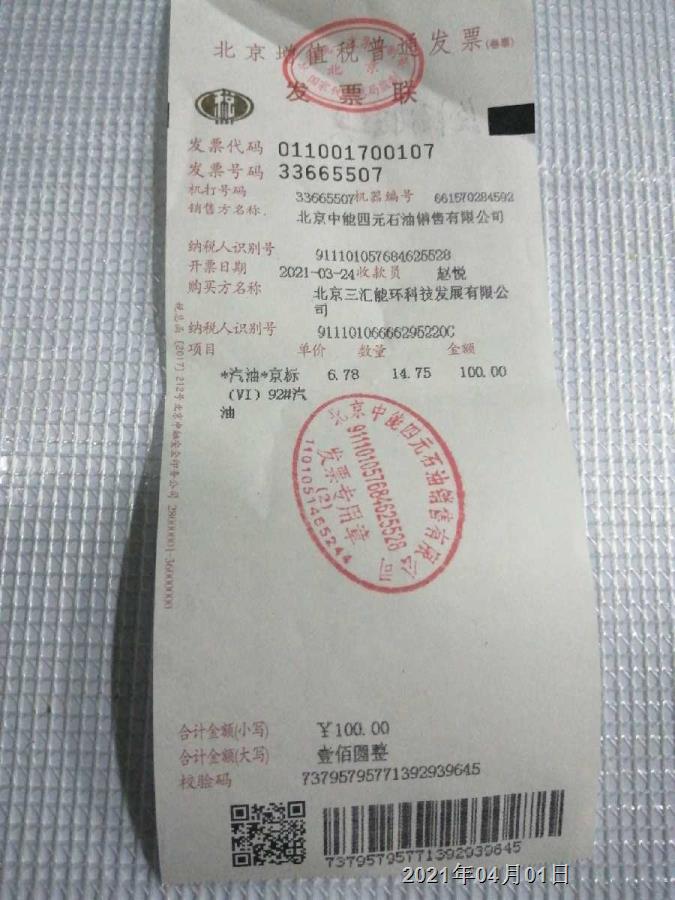 北京增值税普通发票(卷票)
发票联
发票代码 011001700107
发票号码 33665507
机打号码 33665507 机器编号 661570284592
销售方名称 北京中能四元石油销售有限公司
纳税人识别号 911101057684625528
开票日期 2021-03-24 收款员 赵悦
购买方名称 北京三汇能环科技发展有限公
司
纳税人识别号 91110106666295220C
项目 单价 数量 金额
*汽油*京标 6.78 14.75 100.00
(VI) 92#汽
油
北京中能四元石油销售有限公司
911101057684625528
发票专用章
(2)
1101051465244
合计金额(小写) ¥100.00
合计金额(大写) 壹佰圆整
校验码 73795795771392939645
73795795771392939645
2021年04月01日